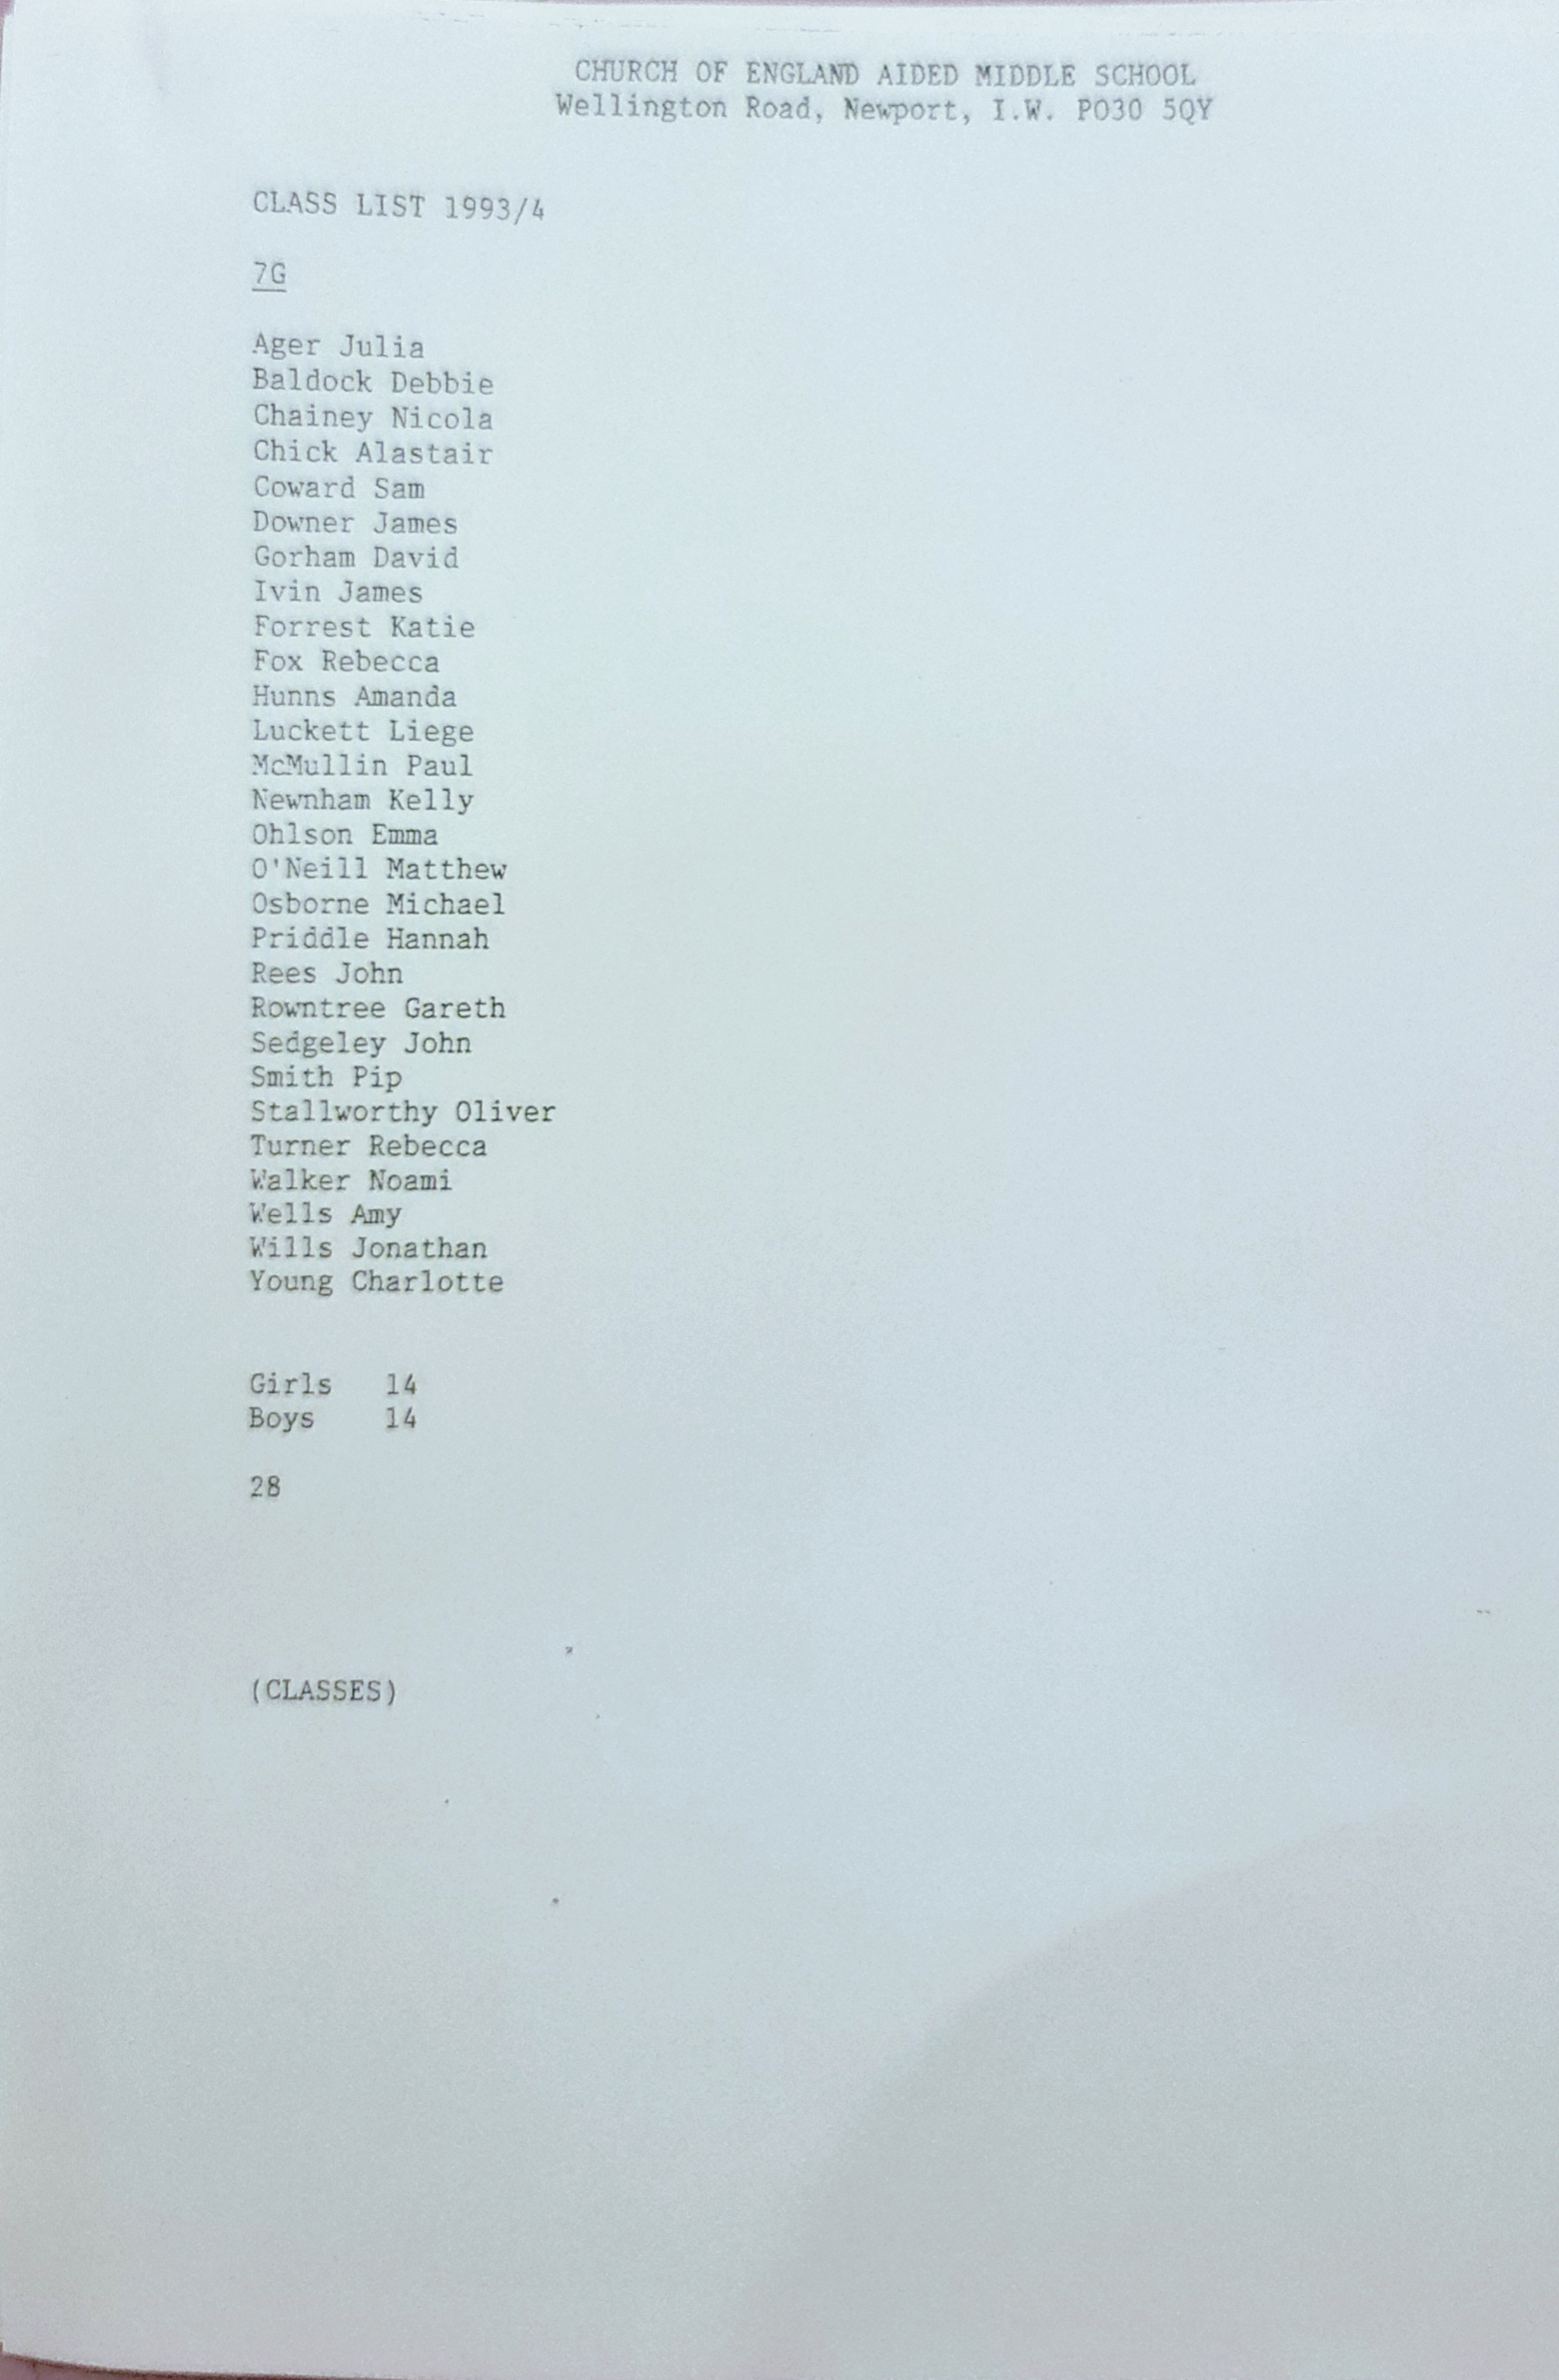 CHURCH OF ENGLAND AIDED MIDDLE SCHOOL
Wellington Road, Newport, I.W. PO30 5QY
CLASS LIST 1993/4
7G
Ager Julia
Baldock Debbie
Chainey Nicola
Chick Alastair
Coward Sam
Downer James
Gorham David
Ivin James
Forrest Katie
Fox Rebecca
Hunns Amanda
Luckett Liege
McMullin Paul
Newnham Kelly
Ohlson Emma
O'Neill Matthew
Osborne Michael
Priddle Hannah
Rees John
Rowntree Gareth
Sedgeley John
Smith Pip
Stallworthy Oliver
Turner Rebecca
Walker Noami
Wells Amy
Wills Jonathan
Young Charlotte
Girls 14
Boys 14
28
(CLASSES)